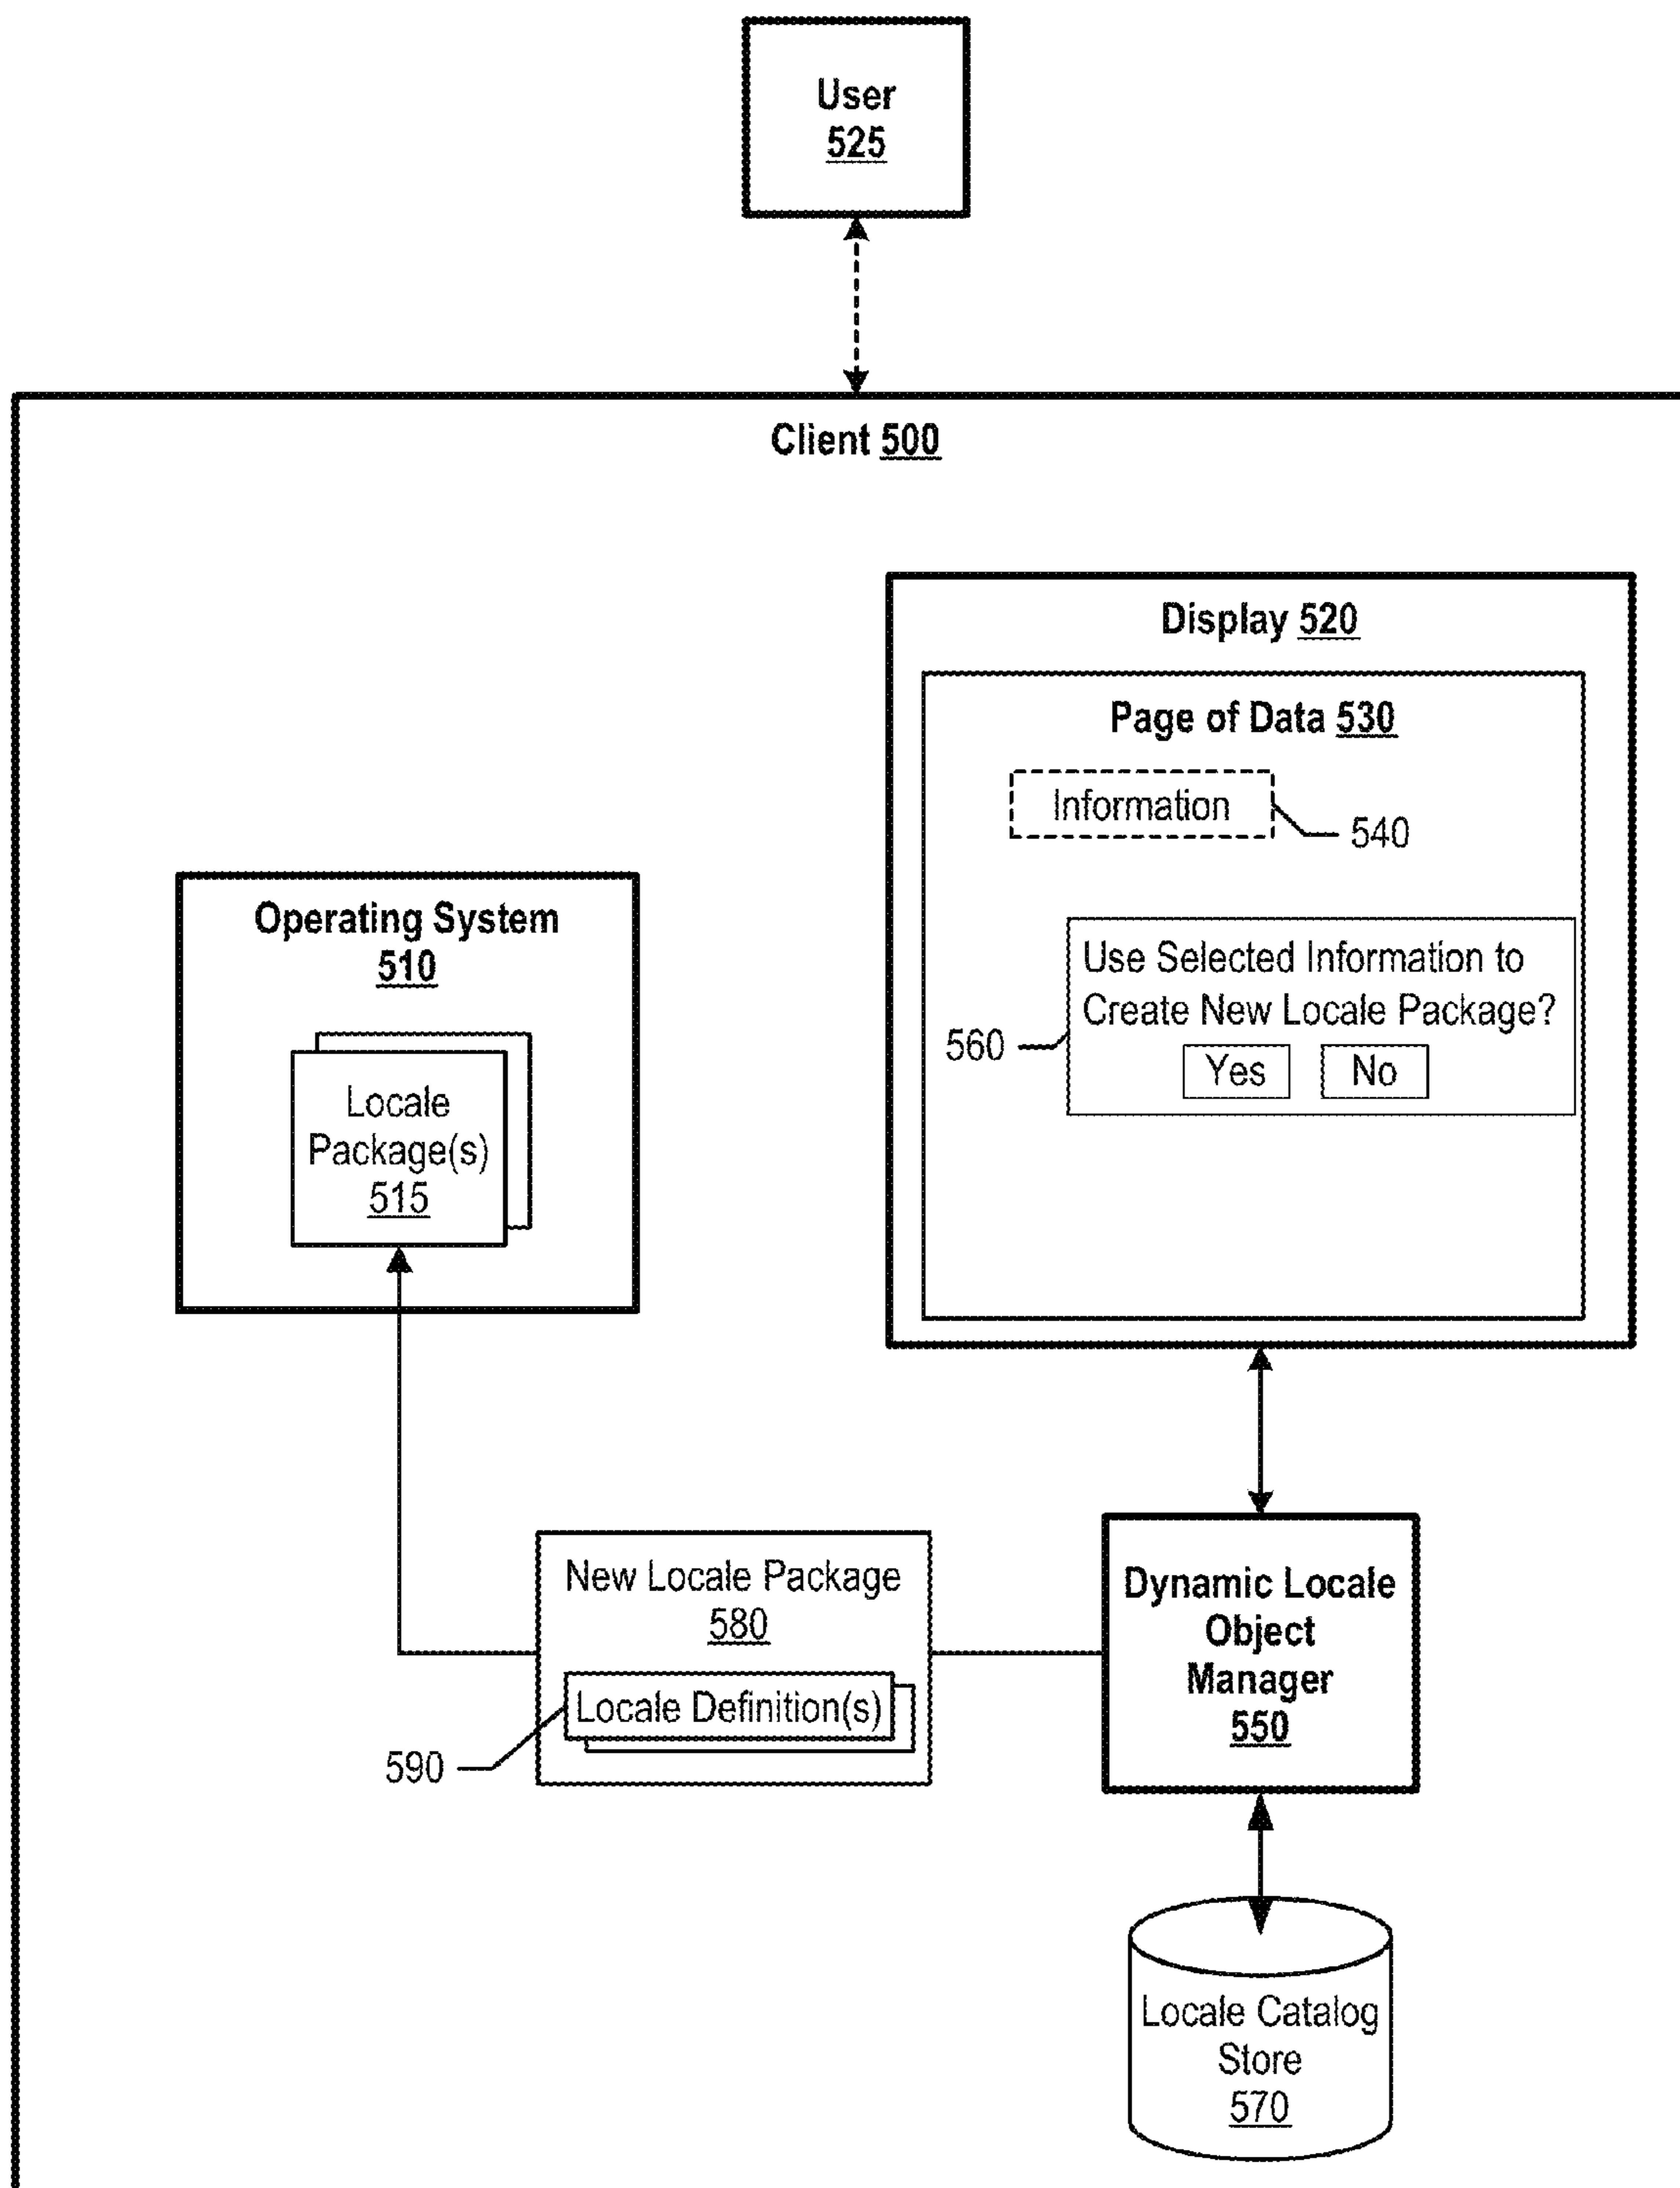 User
525
Client 500
Display 520
Page of Data 530
Information
540
Operating System
510
Use Selected Information to
Create New Locale Package?
560
Yes No
Locale
Package(s)
515
New Locale Package
580
Locale Definition(s)
590
Dynamic Locale
Object
Manager
550
Locale Catalog
Store
570